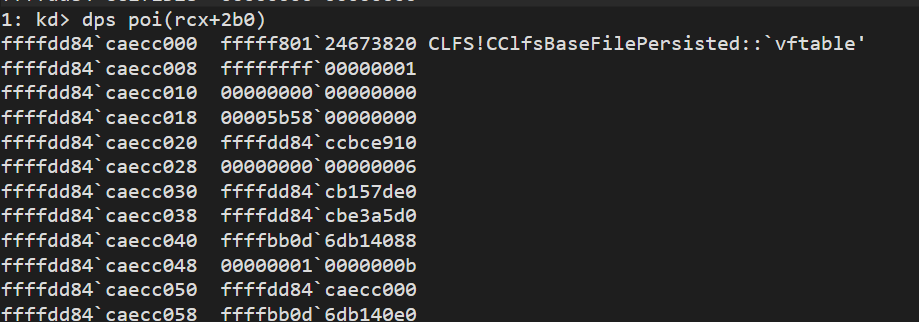 1: kd> dps poi(rcx+2b0)
ffffdd84`caecc000  fffff801`24673820 CLFS!CClfsBaseFilePersisted::`vftable'
ffffdd84`caecc008  ffffffff`00000001
ffffdd84`caecc010  00000000`00000000
ffffdd84`caecc018  00005b58`00000000
ffffdd84`caecc020  ffffdd84`ccbce910
ffffdd84`caecc028  00000000`00000006
ffffdd84`caecc030  ffffdd84`cb157de0
ffffdd84`caecc038  ffffdd84`cbe3a5d0
ffffdd84`caecc040  ffffbb0d`6db14088
ffffdd84`caecc048  00000001`0000000b
ffffdd84`caecc050  ffffdd84`caecc000
ffffdd84`caecc058  ffffbb0d`6db140e0